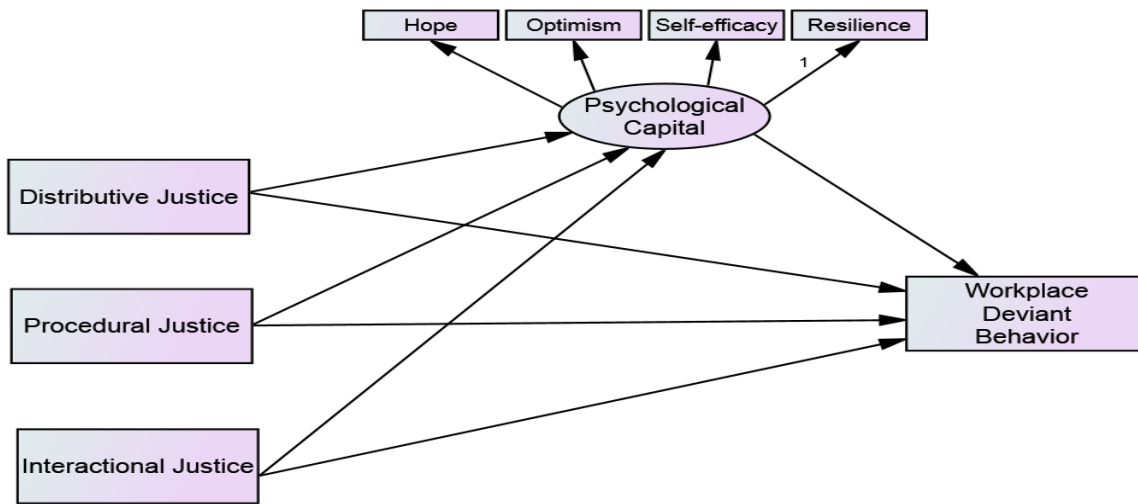 Hope
Optimism
Self-efficacy
Resilience
1
Psychological
Capital
Distributive Justice
Procedural Justice
Workplace
Deviant
Behavior
Interactional Justice